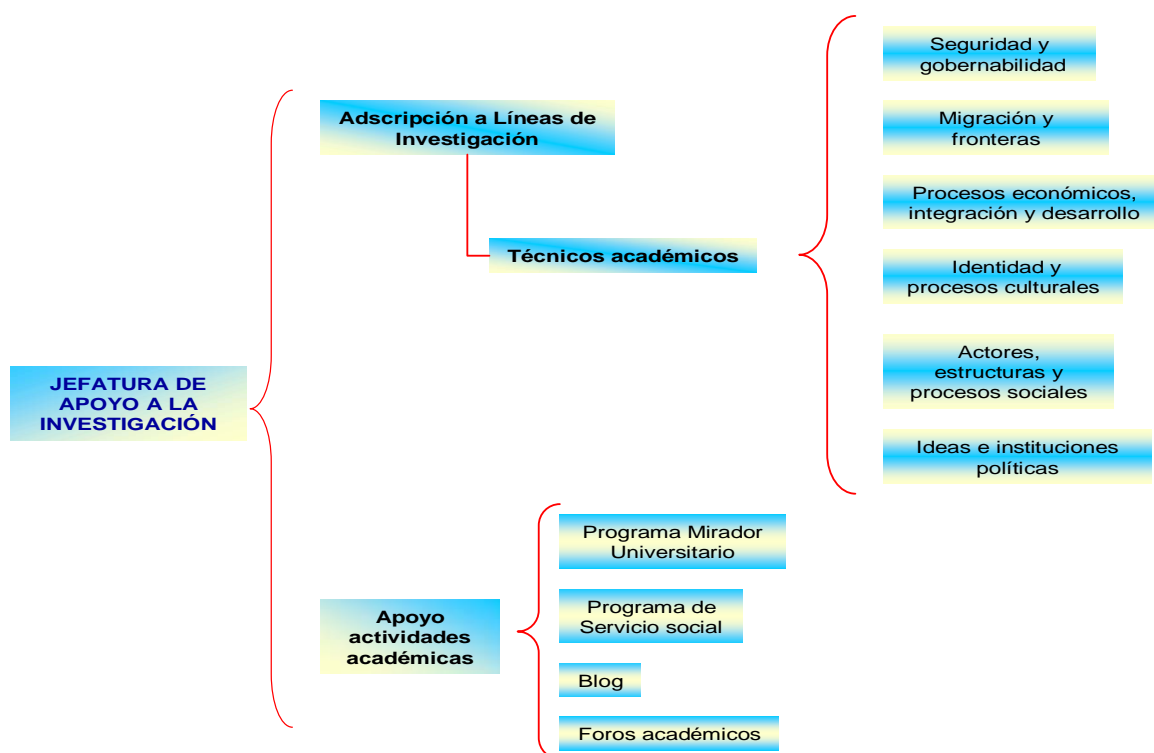 JEFATURA DE
APOYO A LA
INVESTIGACIÓN
Adscripción a Líneas de
Investigación
Técnicos académicos
Seguridad y
gobernabilidad
Migración y
fronteras
Procesos económicos,
integración y desarrollo
Identidad y
procesos culturales
Actores,
estructuras y
procesos sociales
Ideas e instituciones
políticas
Apoyo
actividades
académicas
Programa Mirador
Universitario
Programa de
Servicio social
Blog
Foros académicos